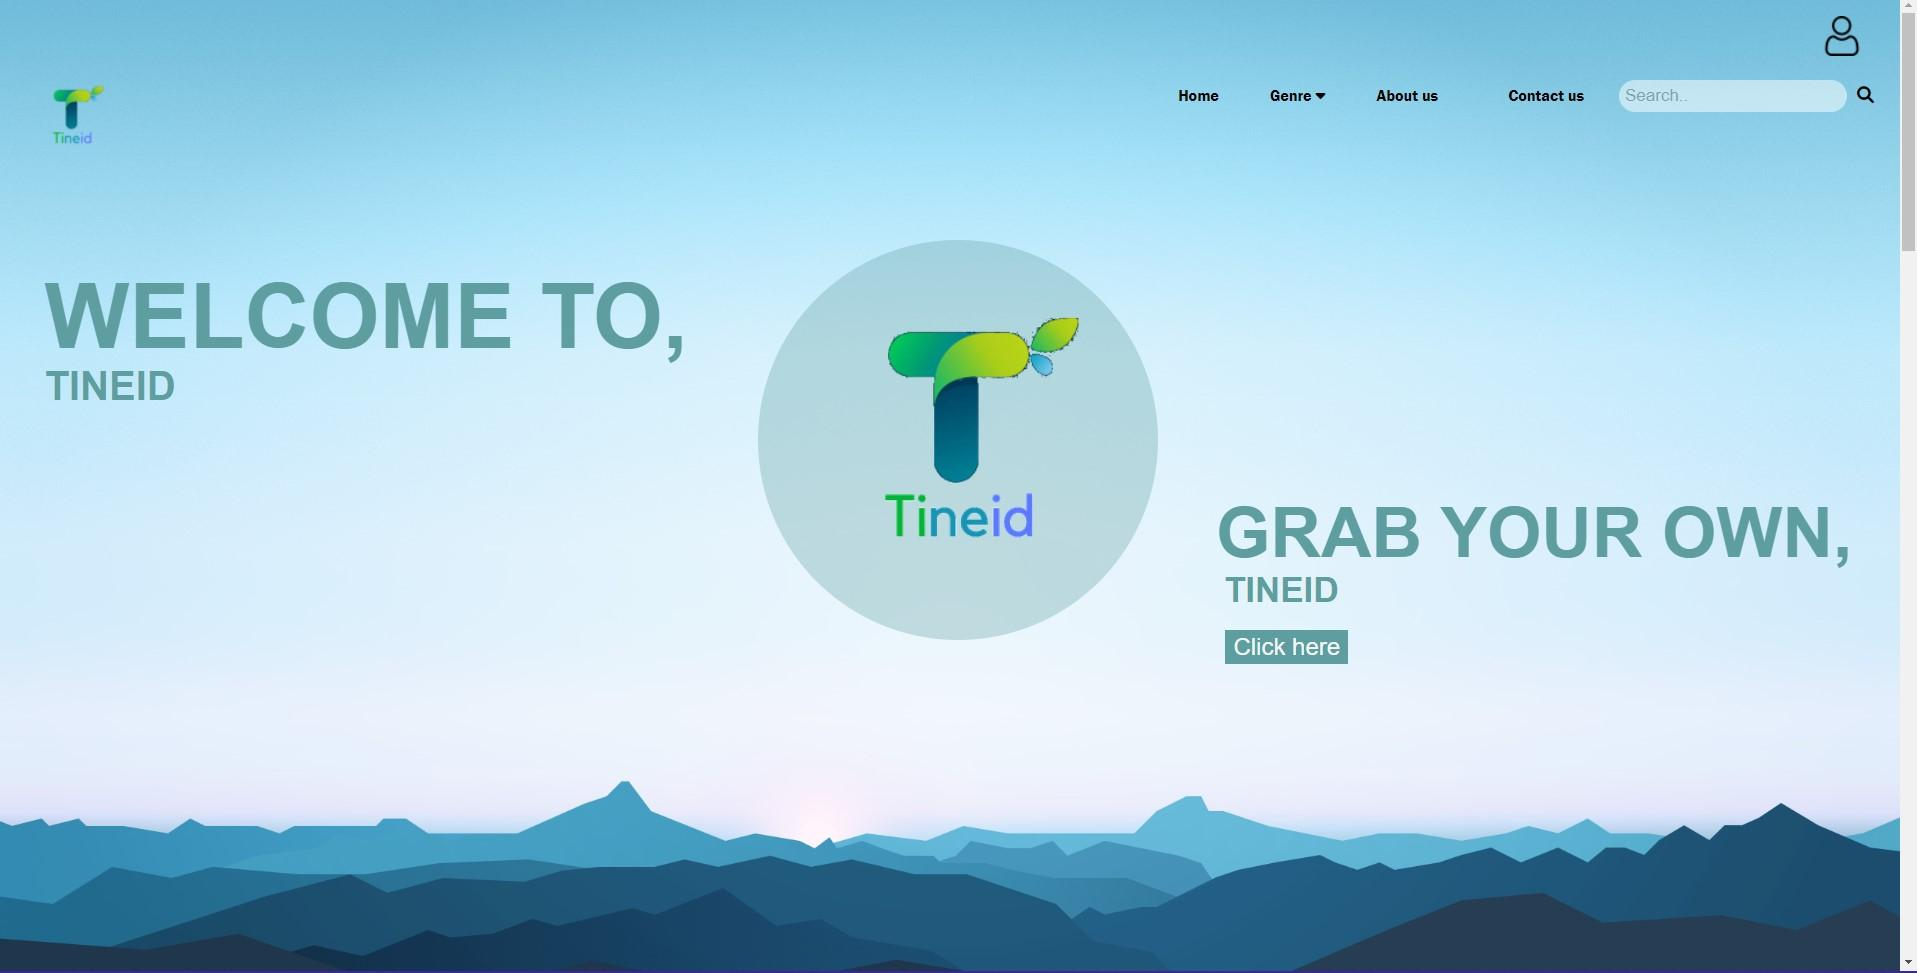 Home Genre About us Contact us Search..
Tineid
WELCOME TO,
TINEID
Tineid
GRAB YOUR OWN,
TINEID
Click here